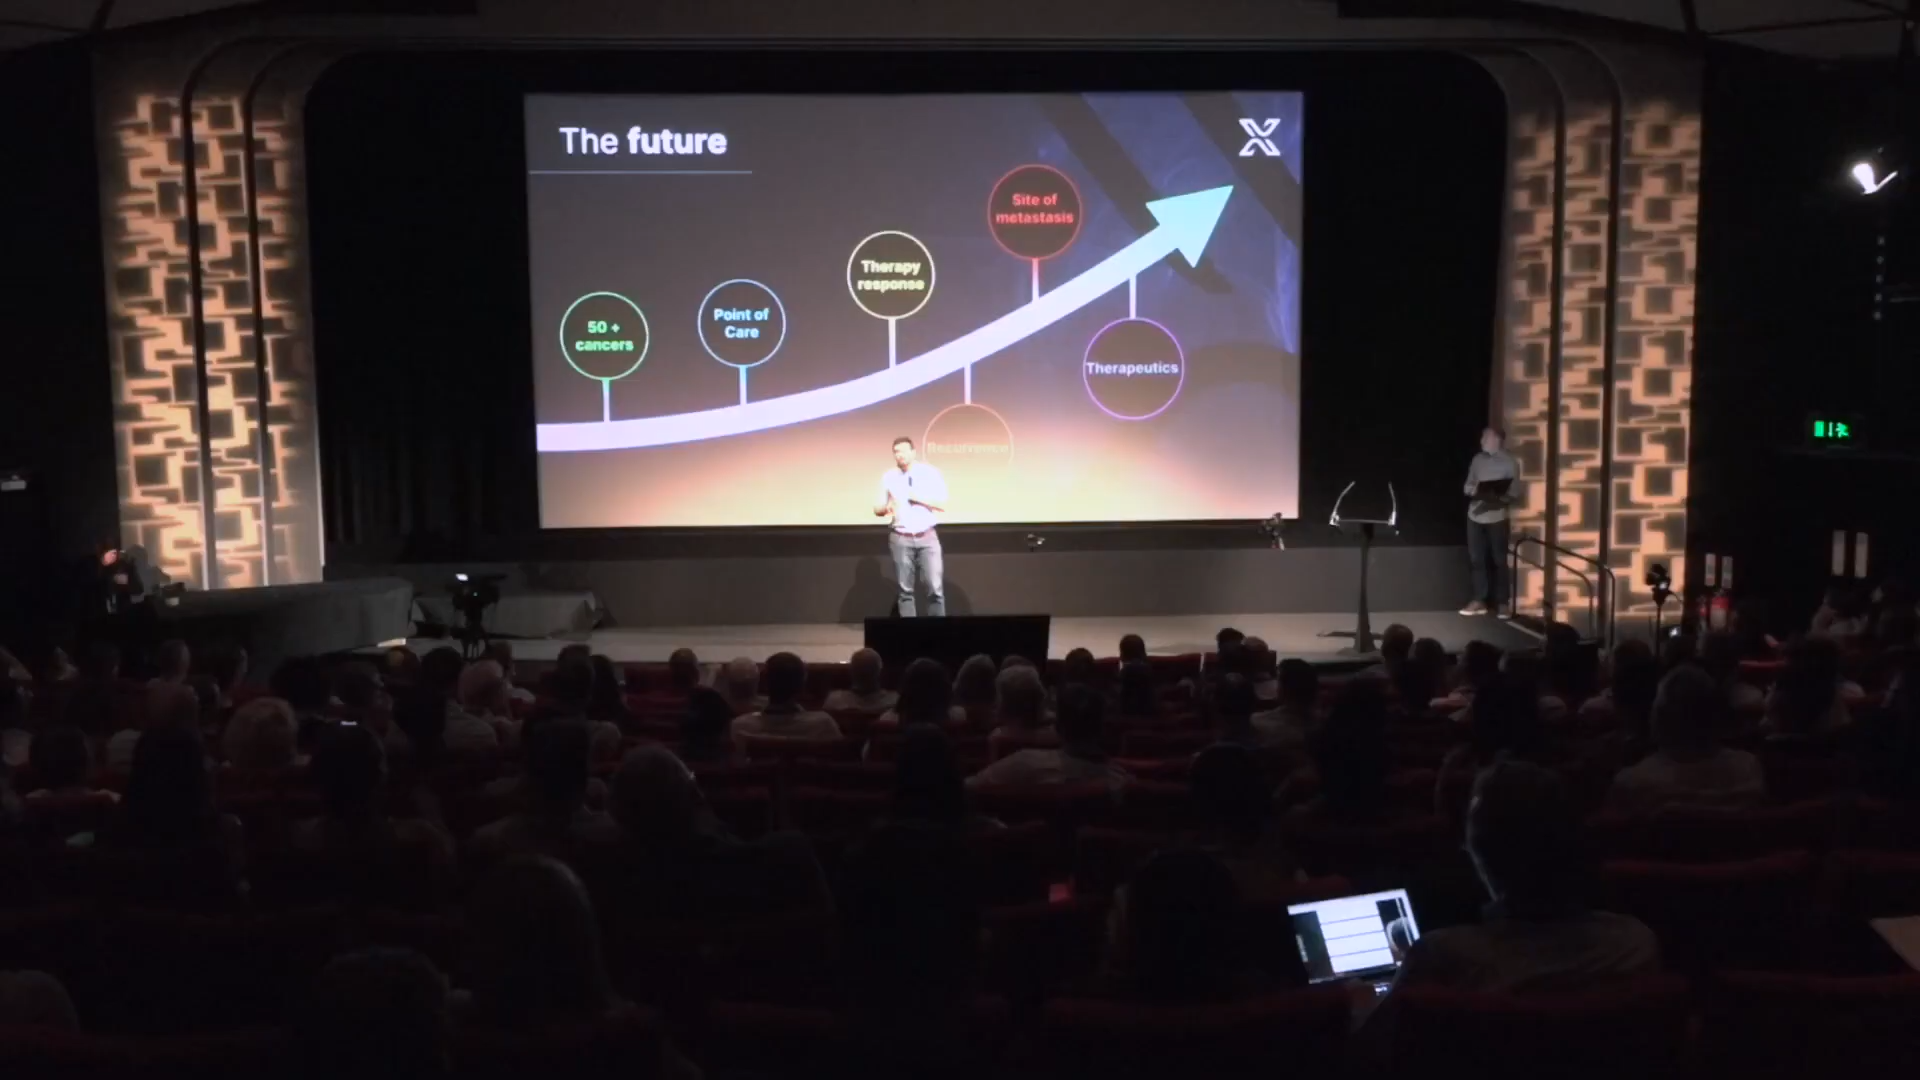 The future
Site of
metastasis
Therapy
response
Point of
Care
50 +
cancers
Therapeutics
Recurrence